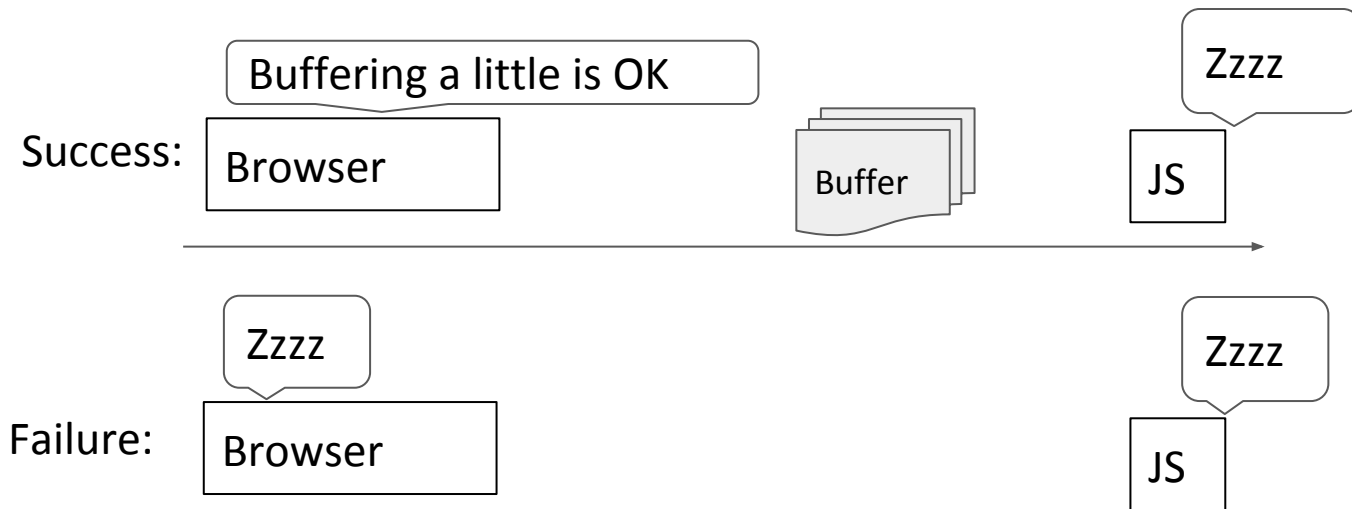 Buffering a little is OK
Zzzz
Success:
Browser
Buffer
JS
Zzzz
Zzzz
Failure:
Browser
JS